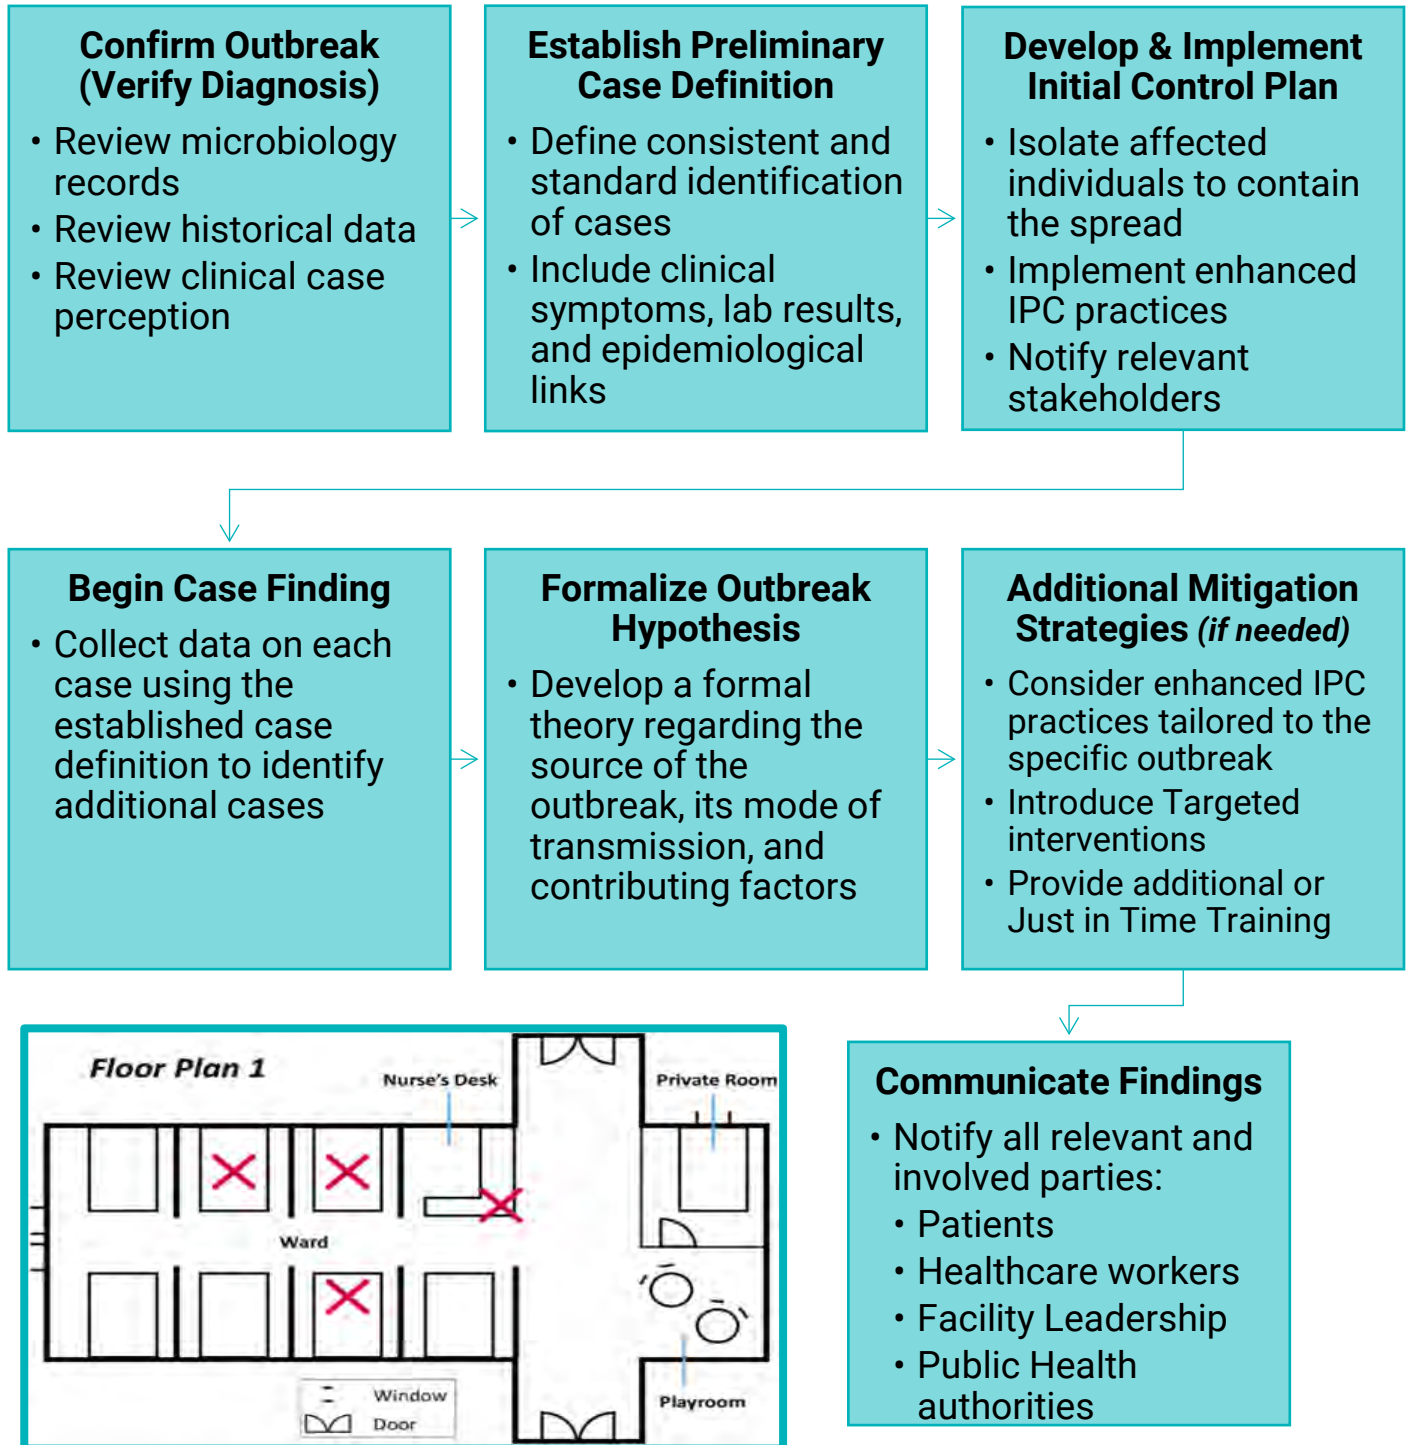 Confirm Outbreak
(Verify Diagnosis)
• Review microbiology
records
• Review historical data
• Review clinical case
perception
Establish Preliminary
Case Definition
• Define consistent and
standard identification
of cases
• Include clinical
symptoms, lab results,
and epidemiological
links
Develop & Implement
Initial Control Plan
• Isolate affected
individuals to contain
the spread
• Implement enhanced
IPC practices
• Notify relevant
stakeholders
Begin Case Finding
• Collect data on each
case using the
established case
definition to identify
additional cases
Formalize Outbreak
Hypothesis
• Develop a formal
theory regarding the
source of the
outbreak, its mode of
transmission, and
contributing factors
Additional Mitigation
Strategies (if needed)
• Consider enhanced IPC
practices tailored to the
specific outbreak
• Introduce Targeted
interventions
• Provide additional or
Just in Time Training
Floor Plan 1
Nurse's Desk
Private Room
Ward
Window
Door
Playroom
Communicate Findings
• Notify all relevant and
involved parties:
• Patients
• Healthcare workers
• Facility Leadership
• Public Health
authorities